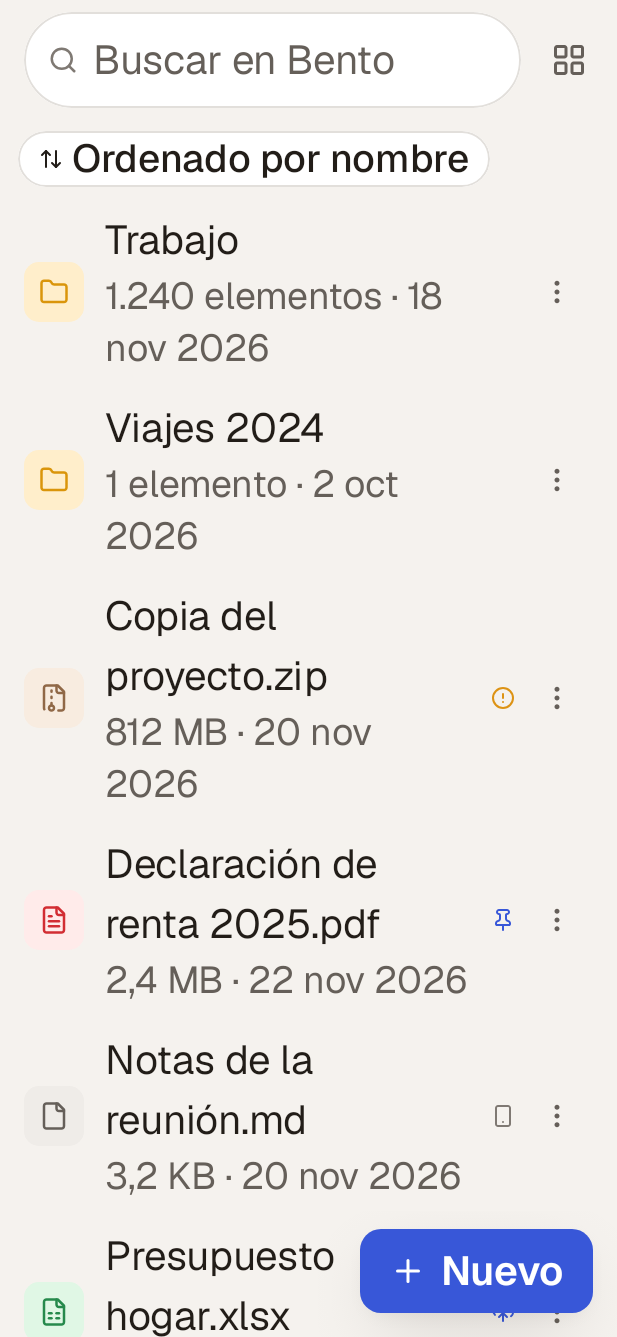 Buscar en Bento
Ordenado por nombre
Trabajo
1.240 elementos · 18
nov 2026
Viajes 2024
1 elemento · 2 oct
2026
Copia del
proyecto.zip
812 MB · 20 nov
2026
Declaración de
renta 2025.pdf
2,4 MB · 22 nov 2026
Notas de la
reunión.md
3,2 KB · 20 nov 2026
Presupuesto
hogar.xlsx
Nuevo